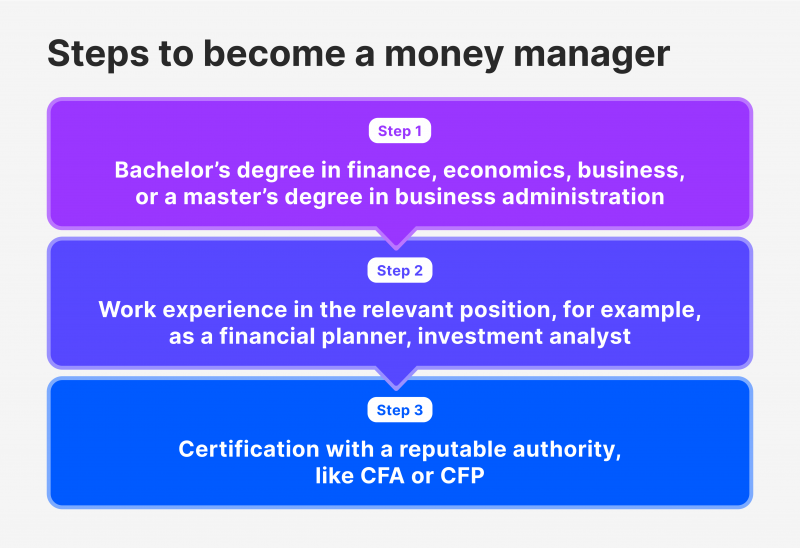 Steps to become a money manager
Step 1
Bachelor’s degree in finance, economics, business,
or a master’s degree in business administration
Step 2
Work experience in the relevant position, for example,
as a financial planner, investment analyst
Step 3
Certification with a reputable authority,
like CFA or CFP